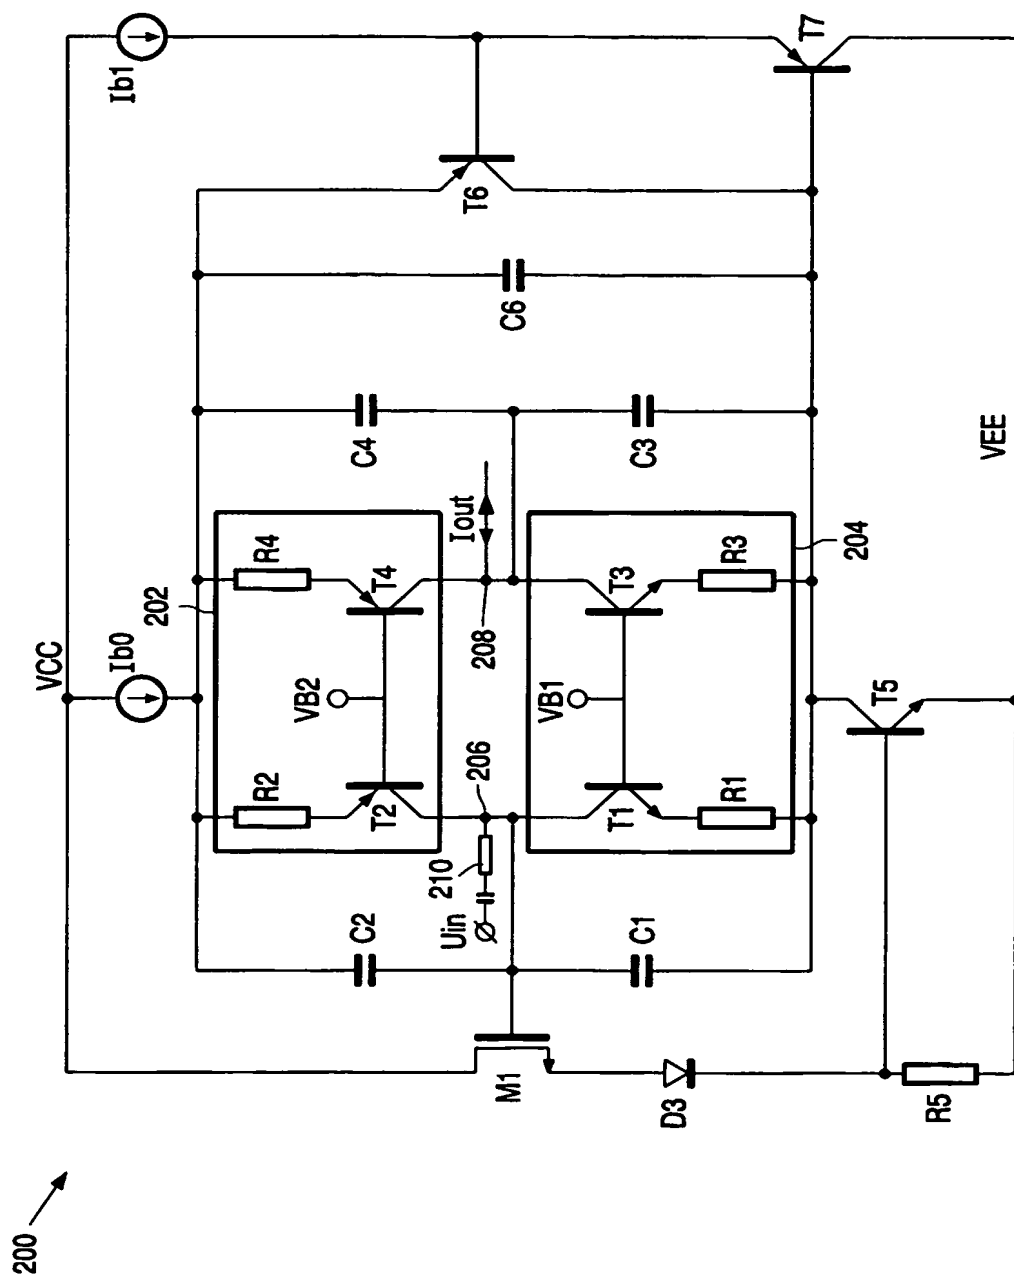 200
VCC
Ib0
Ib1
202
R2
R4
VB2
T2
T4
C2
C4
C6
T6
Uin
210
206
208
Iout
M1
VB1
T1
T3
C1
C3
R1
R3
204
T7
D3
T5
R5
VEE